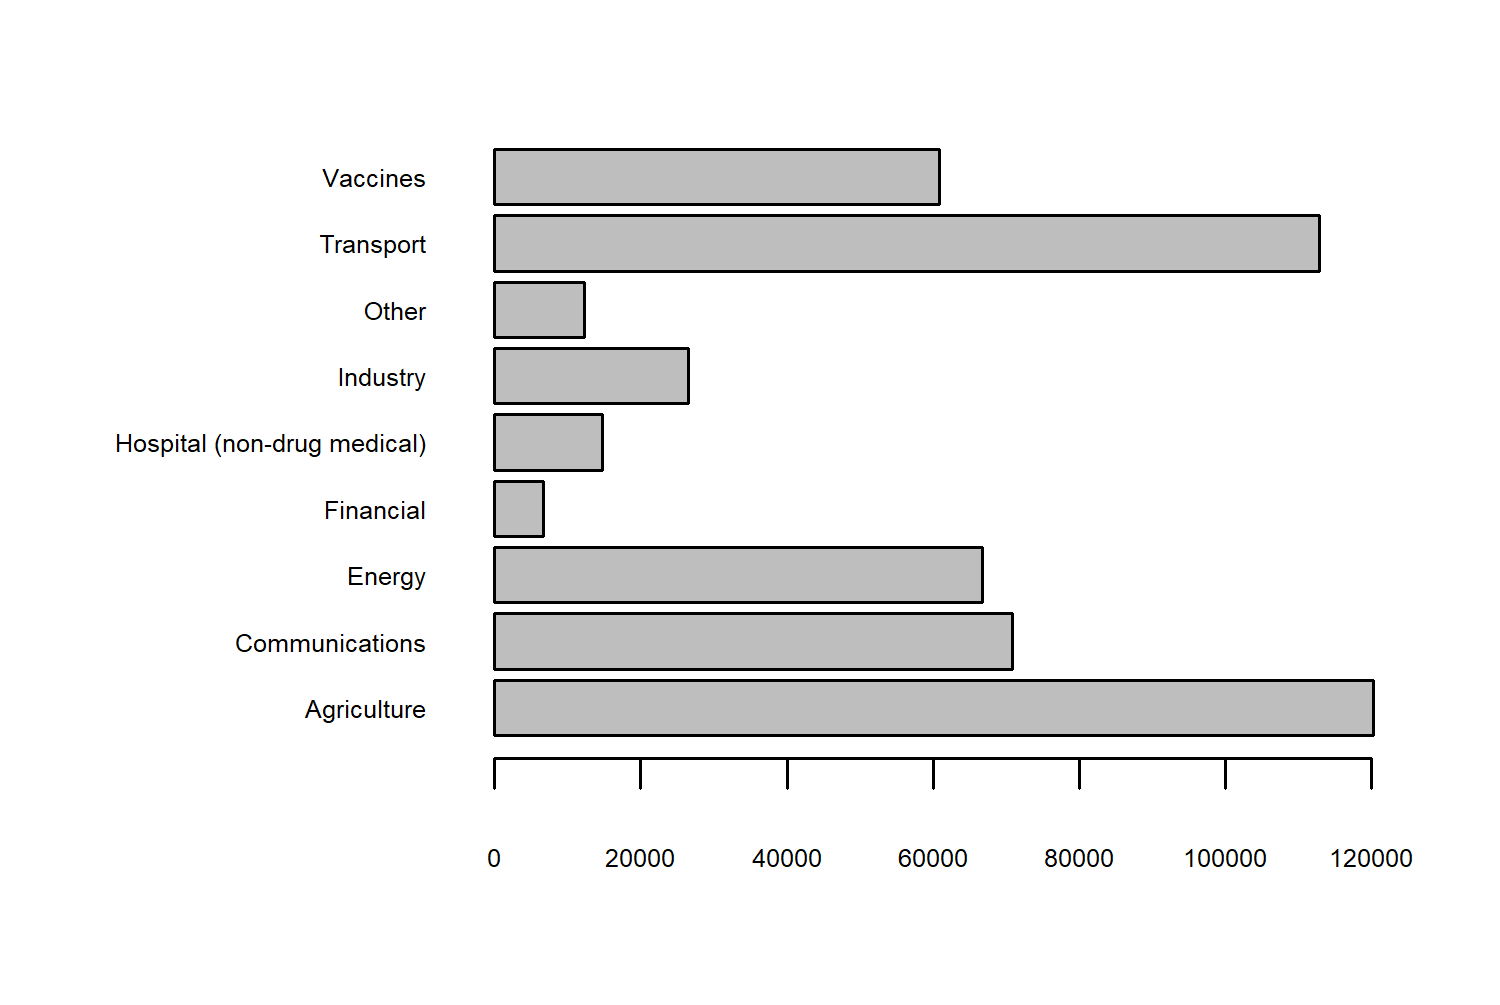 Vaccines
Transport
Other
Industry
Hospital (non-drug medical)
Financial
Energy
Communications
Agriculture
0 20000 40000 60000 80000 100000 120000